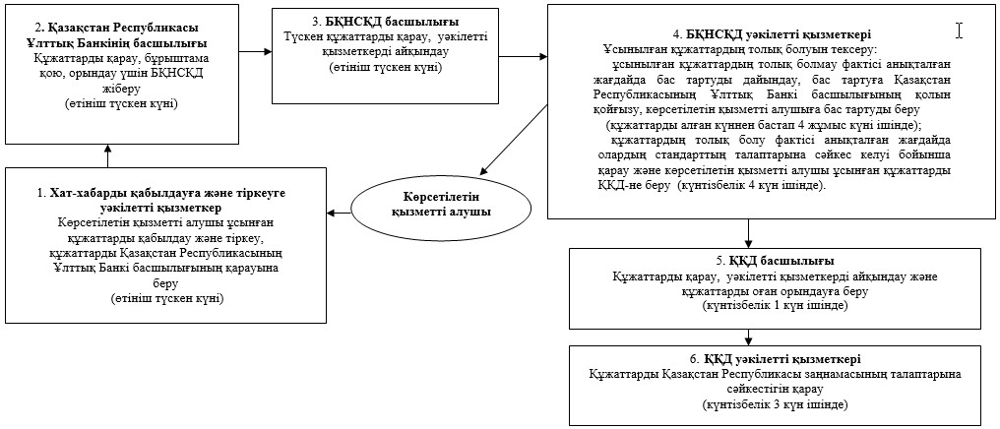 2. Қазақстан Республикасы
Ұлттық Банкінің басшылығы
Құжаттарды қарау, бұрыштама
қою, орындау үшін БҚНСҚД
жіберу
(өтініш түскен күні)
3. БҚНСҚД басшылығы
Түскен құжаттарды қарау, уәкілетті
қызметкерді айқындау
(өтініш түскен күні)
4. БҚНСҚД уәкілетті қызметкері
Ұсынылған құжаттардың толық болуын тексеру:
ұсынылған құжаттардың толық болмау фактісі анықталған
жағдайда бас тартуды дайындау, бас тартуға Қазақстан
Республикасының Ұлттық Банкі басшылығының қолын
қойғызу, көрсетілетін қызметті алушыға бас тартуды беру
(құжаттарды алған күннен бастап 4 жұмыс күні ішінде);
құжаттардың толық болу фактісі анықталған жағдайда
олардың стандарттың талаптарына сәйкес келуі бойынша
қарау және көрсетілетін қызметті алушы ұсынған құжаттарды
ҚҚД-не беру (күнтізбелік 4 күн ішінде).
1. Хат-хабарды қабылдауға және тіркеуге
уәкілетті қызметкер
Көрсетілетін қызметті алушы ұсынған
құжаттарды қабылдау және тіркеу,
құжаттарды Қазақстан Республикасының
Ұлттық Банкі басшылығының қарауына
беру
(өтініш түскен күні)
Көрсетілетін
қызметті алушы
5. ҚҚД басшылығы
Құжаттарды қарау, уәкілетті қызметкерді айқындау және
құжаттарды оған орындауға беру
(күнтізбелік 1 күн ішінде)
6. ҚҚД уәкілетті қызметкері
Құжаттарды Қазақстан Республикасы заңнамасының талаптарына
сәйкестігін қарау
(күнтізбелік 3 күн ішінде)